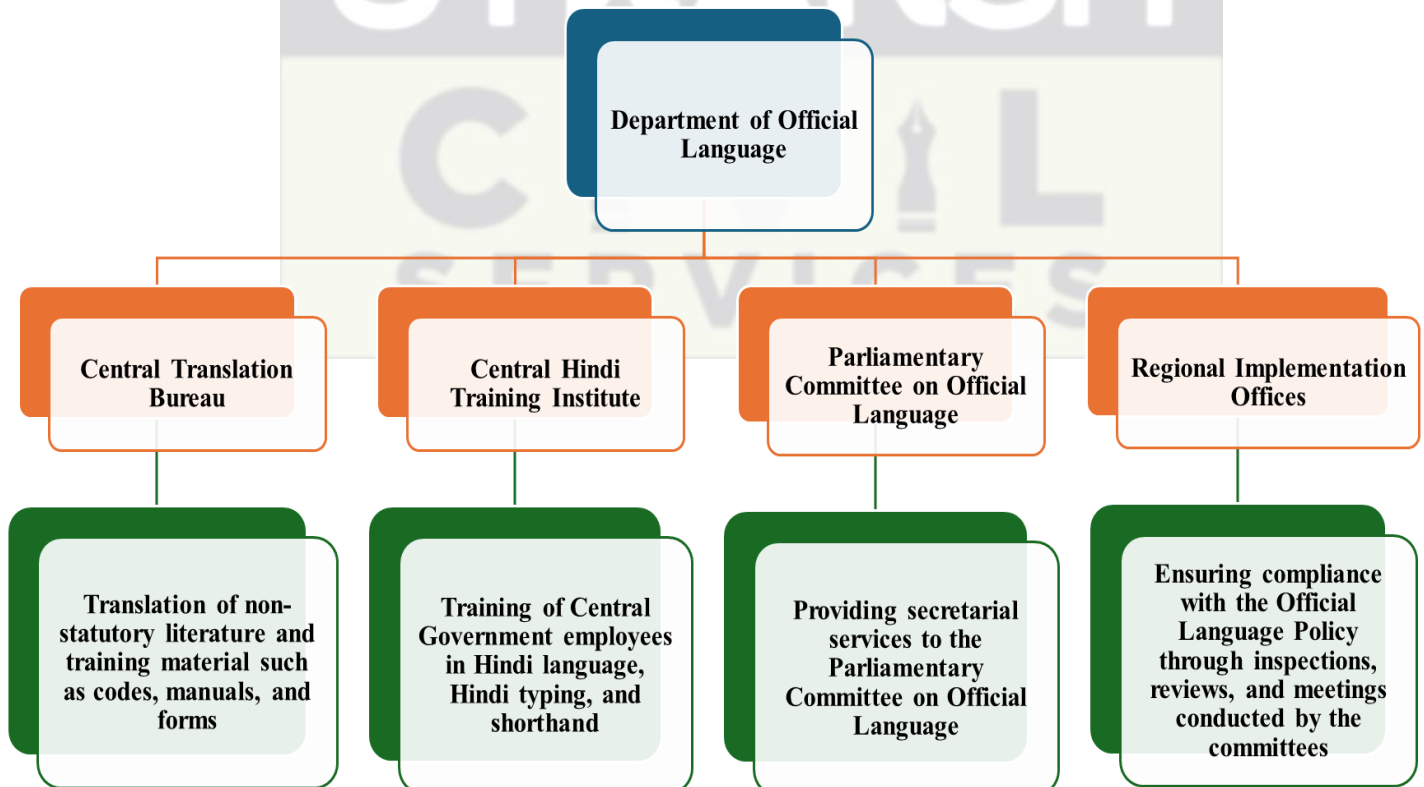 UTKARSH
CIVIL
SERVICES
Department of Official
Language
Central Translation
Bureau
Central Hindi
Training Institute
Parliamentary
Committee on Official
Language
Regional Implementation
Offices
Translation of non-
statutory literature and
training material such
as codes, manuals, and
forms
Training of Central
Government employees
in Hindi language,
Hindi typing, and
shorthand
Providing secretarial
services to the
Parliamentary
Committee on Official
Language
Ensuring compliance
with the Official
Language Policy
through inspections,
reviews, and meetings
conducted by the
committees